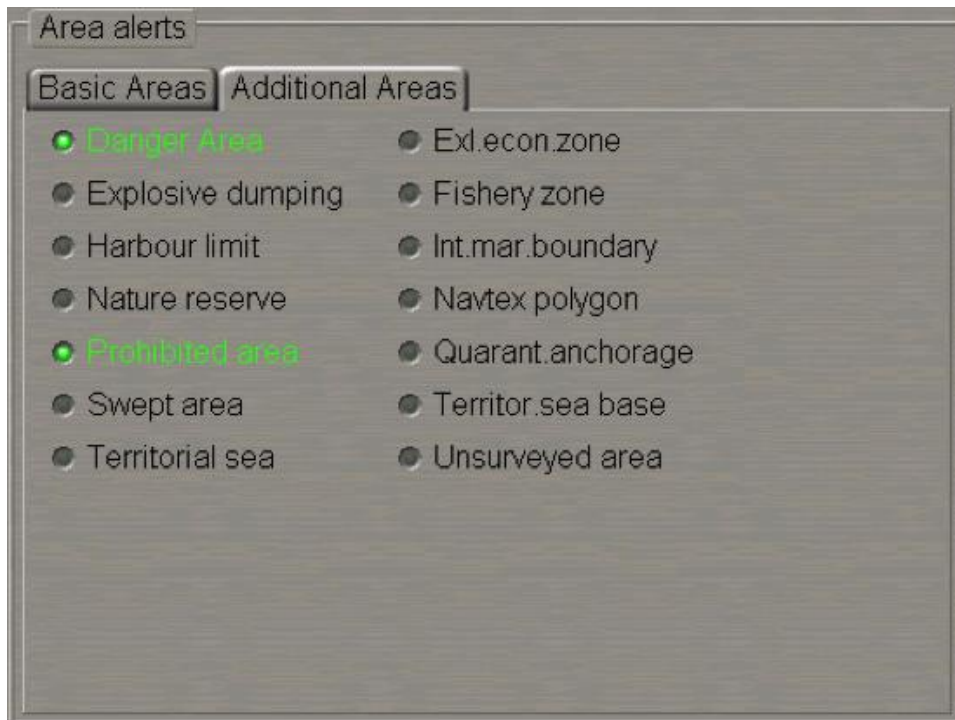 Area alerts
Basic Areas
Additional Areas
Danger Area
Explosive dumping
Harbour limit
Nature reserve
Prohibited area
Swept area
Territorial sea
Exl.econ.zone
Fishery zone
Int.mar.boundary
Navtex polygon
Quarant.anchorage
Territor.sea base
Unsurveyed area